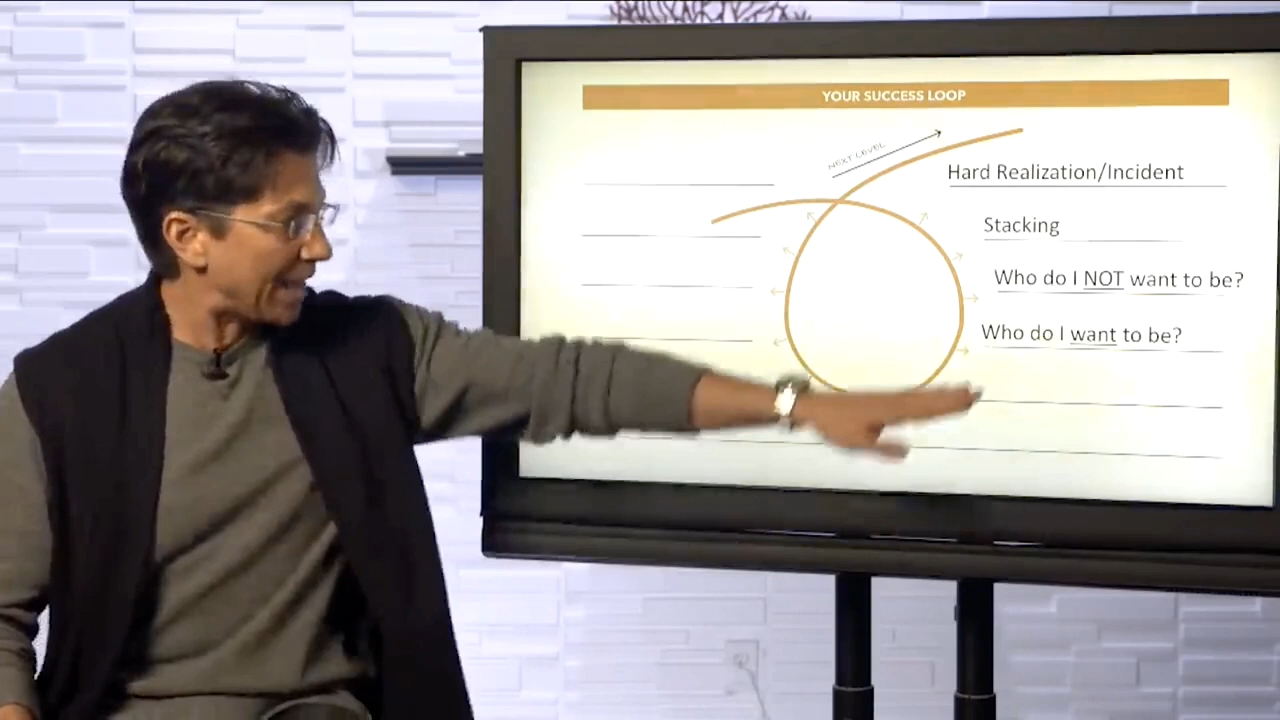 YOUR SUCCESS LOOP
NEXT LEVEL
Hard Realization/Incident
Stacking
Who do I NOT want to be?
Who do I want to be?